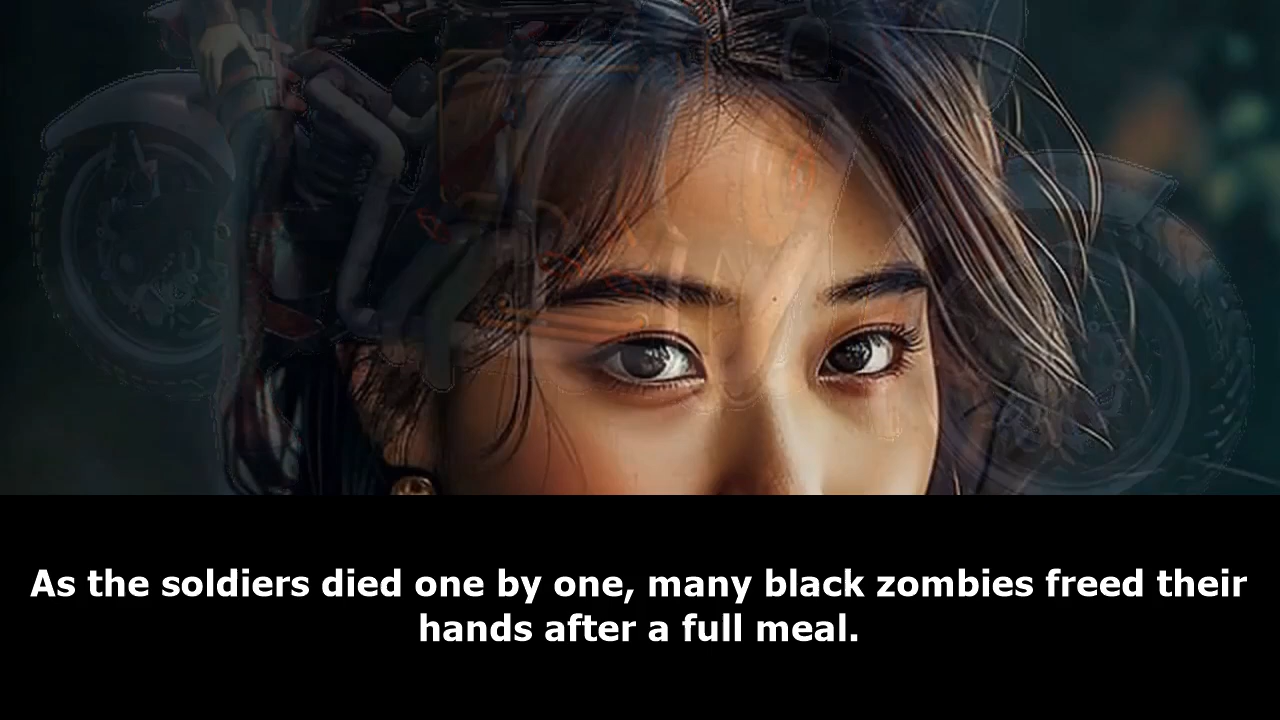 As the soldiers died one by one, many black zombies freed their
hands after a full meal.